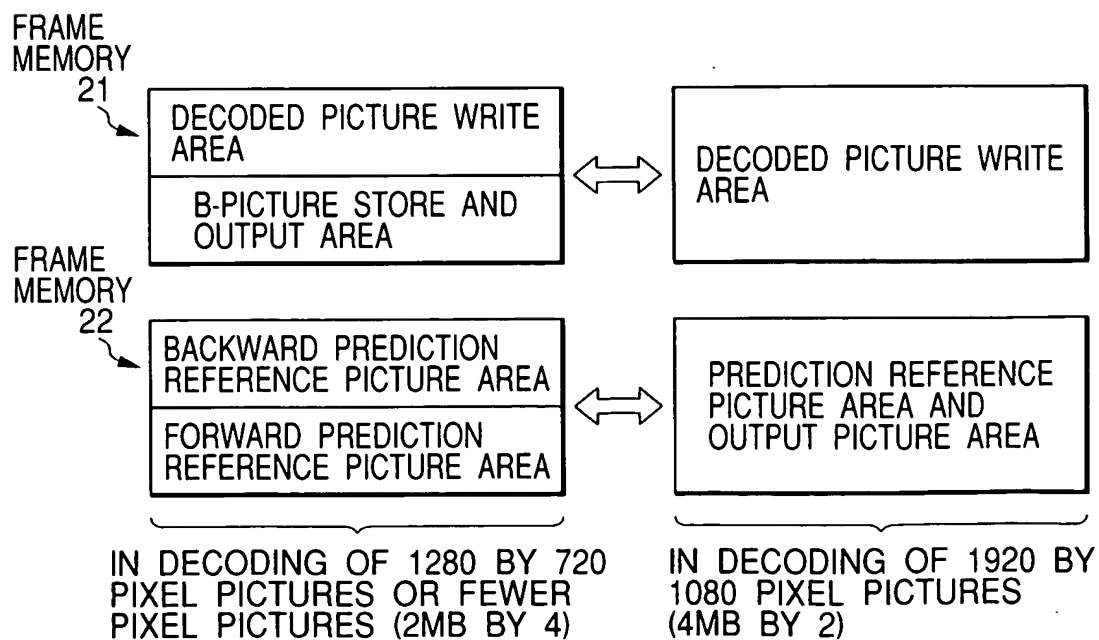 FRAME
MEMORY
21
DECODED PICTURE WRITE
AREA
B-PICTURE STORE AND
OUTPUT AREA
DECODED PICTURE WRITE
AREA
FRAME
MEMORY
22
BACKWARD PREDICTION
REFERENCE PICTURE AREA
FORWARD PREDICTION
REFERENCE PICTURE AREA
PREDICTION REFERENCE
PICTURE AREA AND
OUTPUT PICTURE AREA
IN DECODING OF 1280 BY 720
PIXEL PICTURES OR FEWER
PIXEL PICTURES (2MB BY 4)
IN DECODING OF 1920 BY
1080 PIXEL PICTURES
(4MB BY 2)